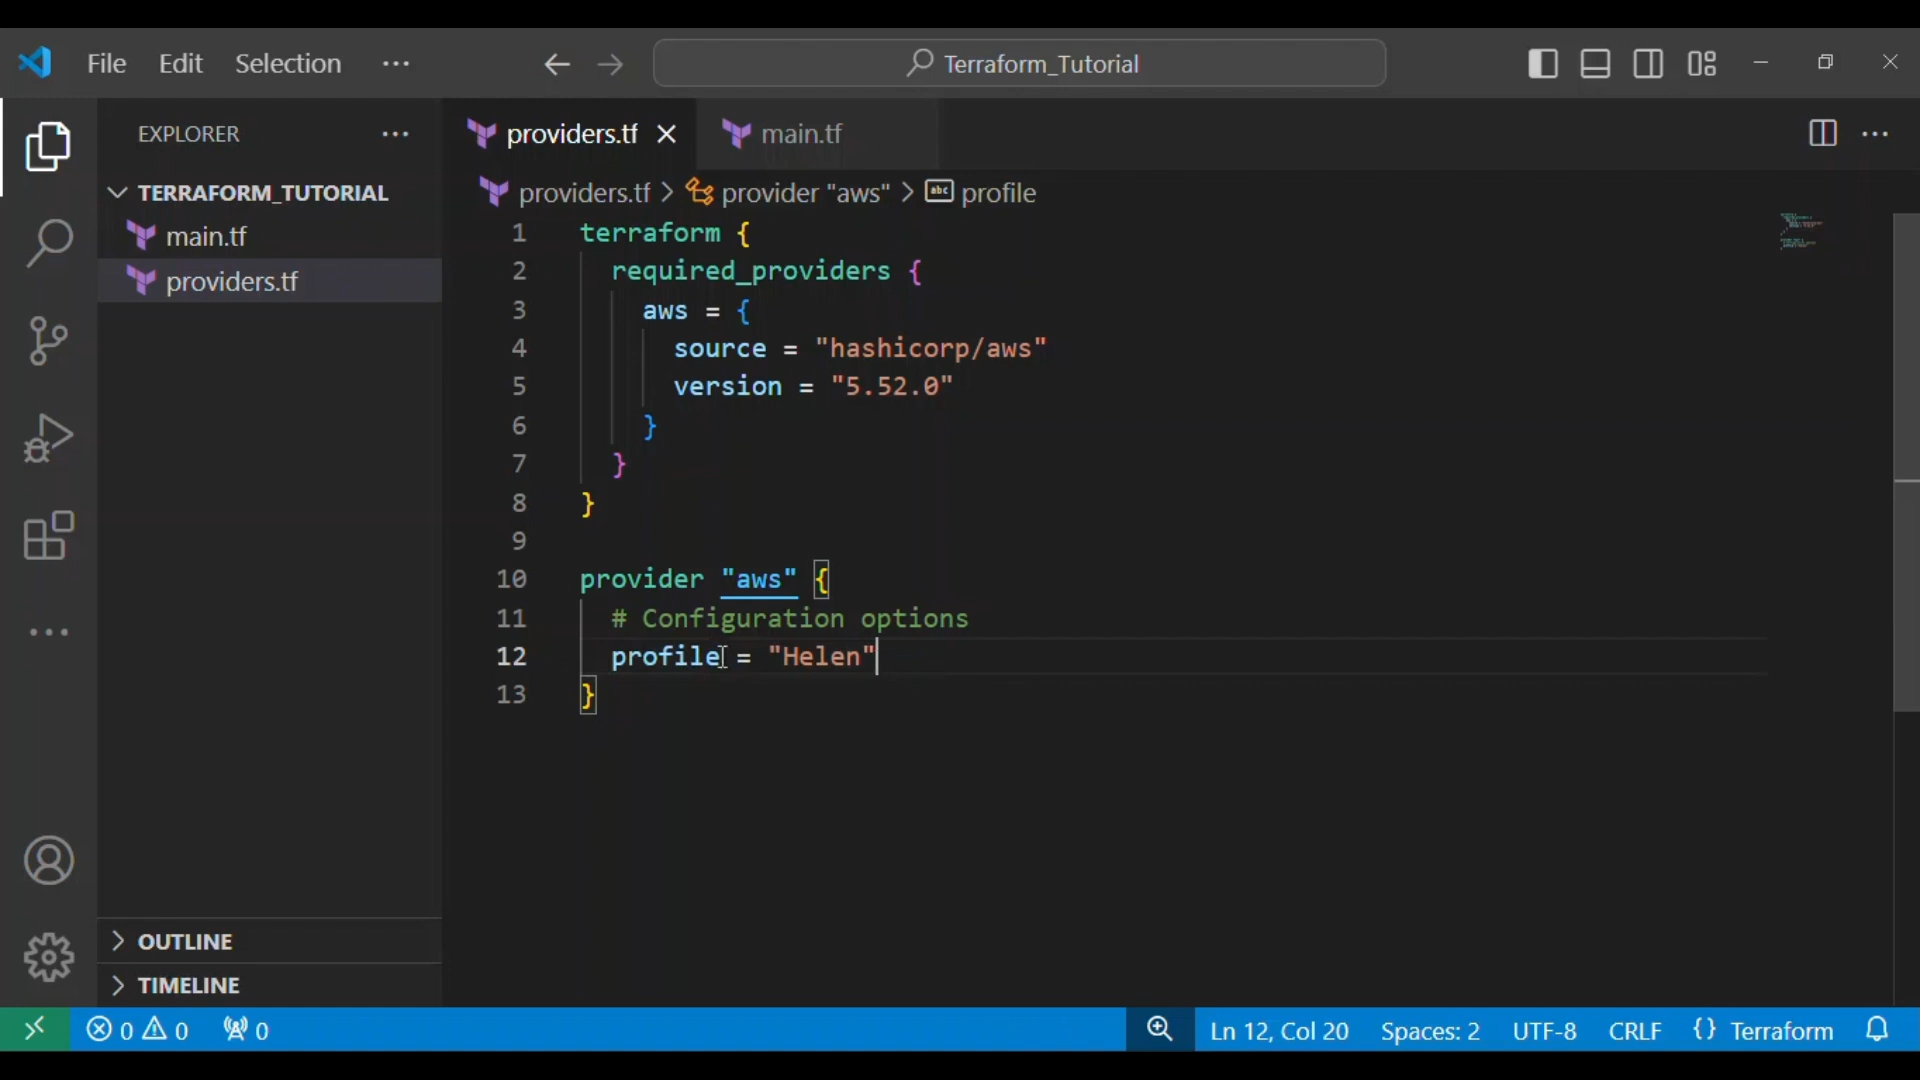 File Edit Selection ... Terraform_Tutorial
EXPLORER ...
TERRAFORM_TUTORIAL
main.tf
providers.tf
OUTLINE
TIMELINE
providers.tf main.tf
providers.tf > provider "aws" > abc profile
1 terraform {
2 required_providers {
3 aws = {
4 source = "hashicorp/aws"
5 version = "5.52.0"
6 }
7 }
8 }
9
10 provider "aws" {
11 # Configuration options
12 profile = "Helen"
13 }
0 0 0 Ln 12, Col 20 Spaces: 2 UTF-8 CRLF {} Terraform